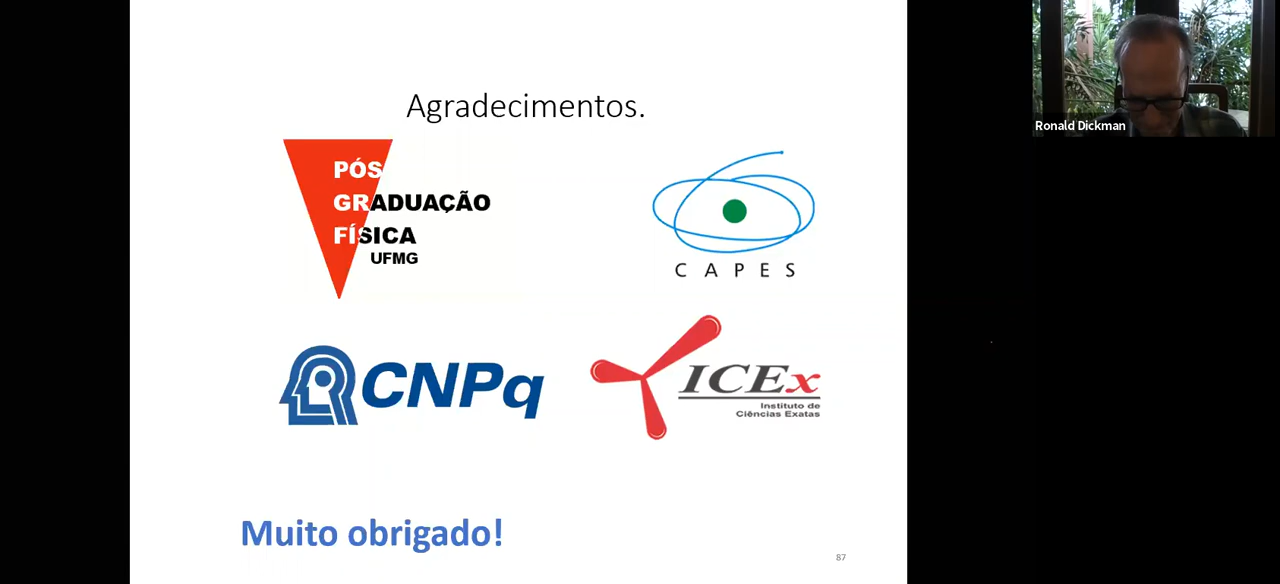 Agradecimentos.
PÓS
GRADUAÇÃO
FÍSICA
UFMG
CAPES
CNPq
ICEx
Instituto de
Ciências Exatas
Muito obrigado!
87
Ronald Dickman